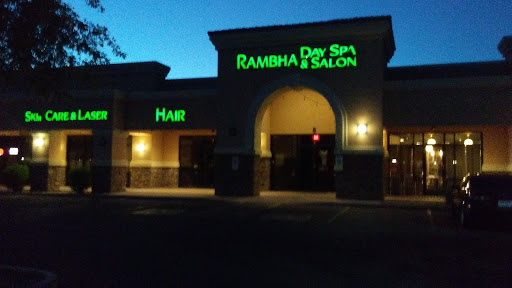 RAMBHA DAY SPA
& SALON
SKIN CARE & LASER
HAIR